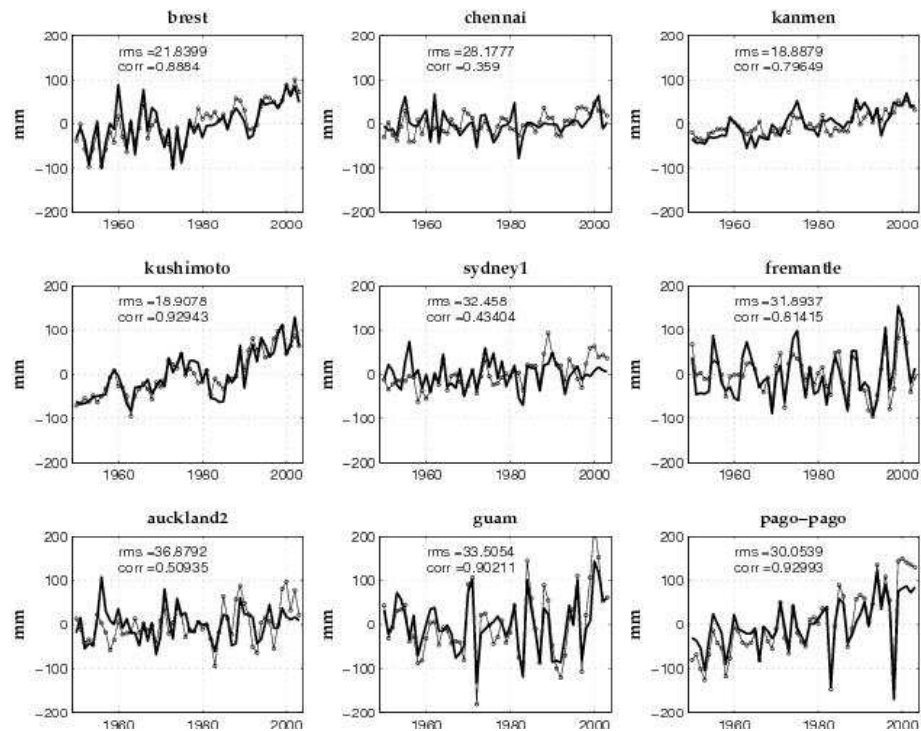 brest chennai kanmen
200 200 200
rms =21.8399 rms =28.1777 rms =18.8879
corr =0.8884 corr =0.359 corr =0.79649
100 100 100
mm mm mm
0 0 0
−100 −100 −100
−200 −200 −200
1960 1980 2000 1960 1980 2000 1960 1980 2000
kushimoto sydney1 fremantle
200 200 200
rms =18.9078 rms =32.458 rms =31.8937
corr =0.92943 corr =0.43404 corr =0.81415
100 100 100
mm mm mm
0 0 0
−100 −100 −100
−200 −200 −200
1960 1980 2000 1960 1980 2000 1960 1980 2000
auckland2 guam pago−pago
200 200 200
rms=36.8792 rms=33.5054 rms=30.0539
corr =0.50935 corr =0.90211 corr =0.92993
100 100 100
mm mm mm
0 0 0
−100 −100 −100
−200 −200 −200
1960 1980 2000 1960 1980 2000 1960 1980 2000